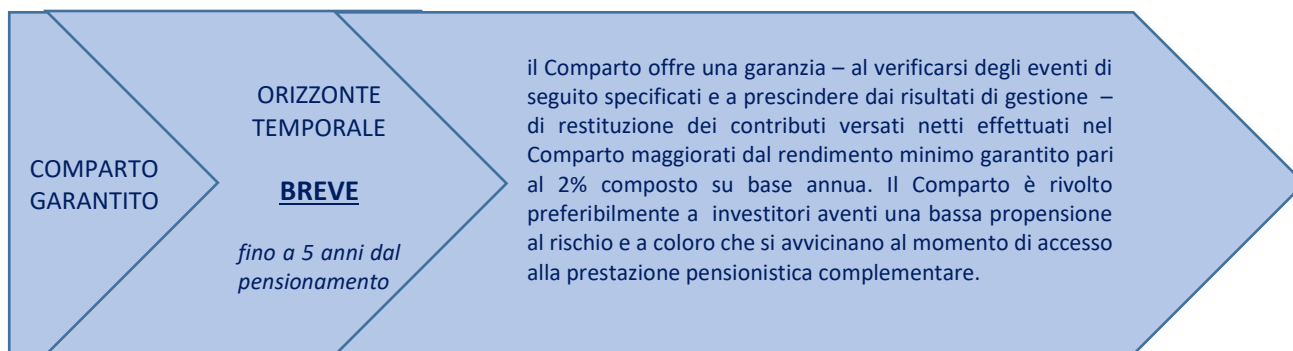 COMPARTO
GARANTITO
ORIZZONTE
TEMPORALE
BREVE
fino a 5 anni dal
pensionamento
il Comparto offre una garanzia – al verificarsi degli eventi di
seguito specificati e a prescindere dai risultati di gestione –
di restituzione dei contributi versati netti effettuati nel
Comparto maggiorati dal rendimento minimo garantito pari
al 2% composto su base annua. Il Comparto è rivolto
preferibilmente a investitori aventi una bassa propensione
al rischio e a coloro che si avvicinano al momento di accesso
alla prestazione pensionistica complementare.